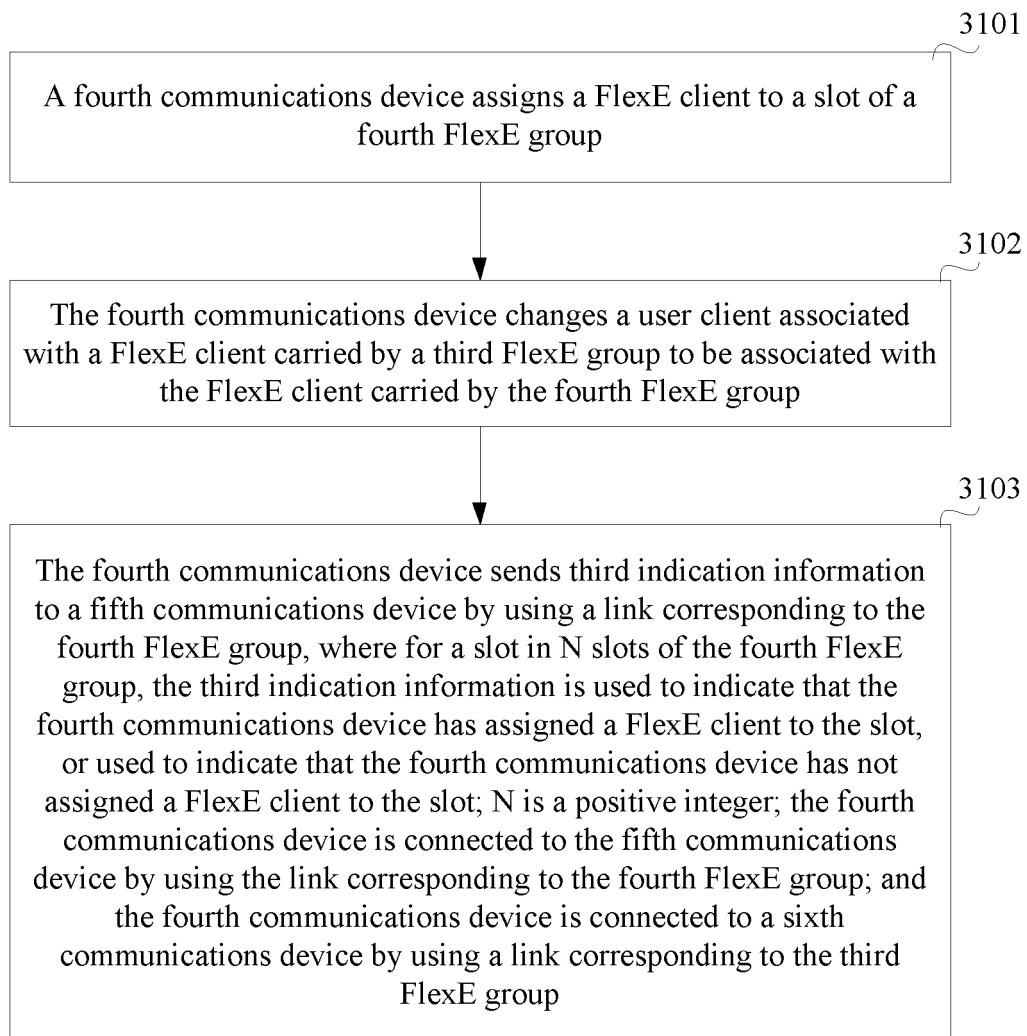 3101
A fourth communications device assigns a FlexE client to a slot of a
fourth FlexE group
3102
The fourth communications device changes a user client associated
with a FlexE client carried by a third FlexE group to be associated with
the FlexE client carried by the fourth FlexE group
3103
The fourth communications device sends third indication information
to a fifth communications device by using a link corresponding to the
fourth FlexE group, where for a slot in N slots of the fourth FlexE
group, the third indication information is used to indicate that the
fourth communications device has assigned a FlexE client to the slot,
or used to indicate that the fourth communications device has not
assigned a FlexE client to the slot; N is a positive integer; the fourth
communications device is connected to the fifth communications
device by using the link corresponding to the fourth FlexE group; and
the fourth communications device is connected to a sixth
communications device by using a link corresponding to the third
FlexE group